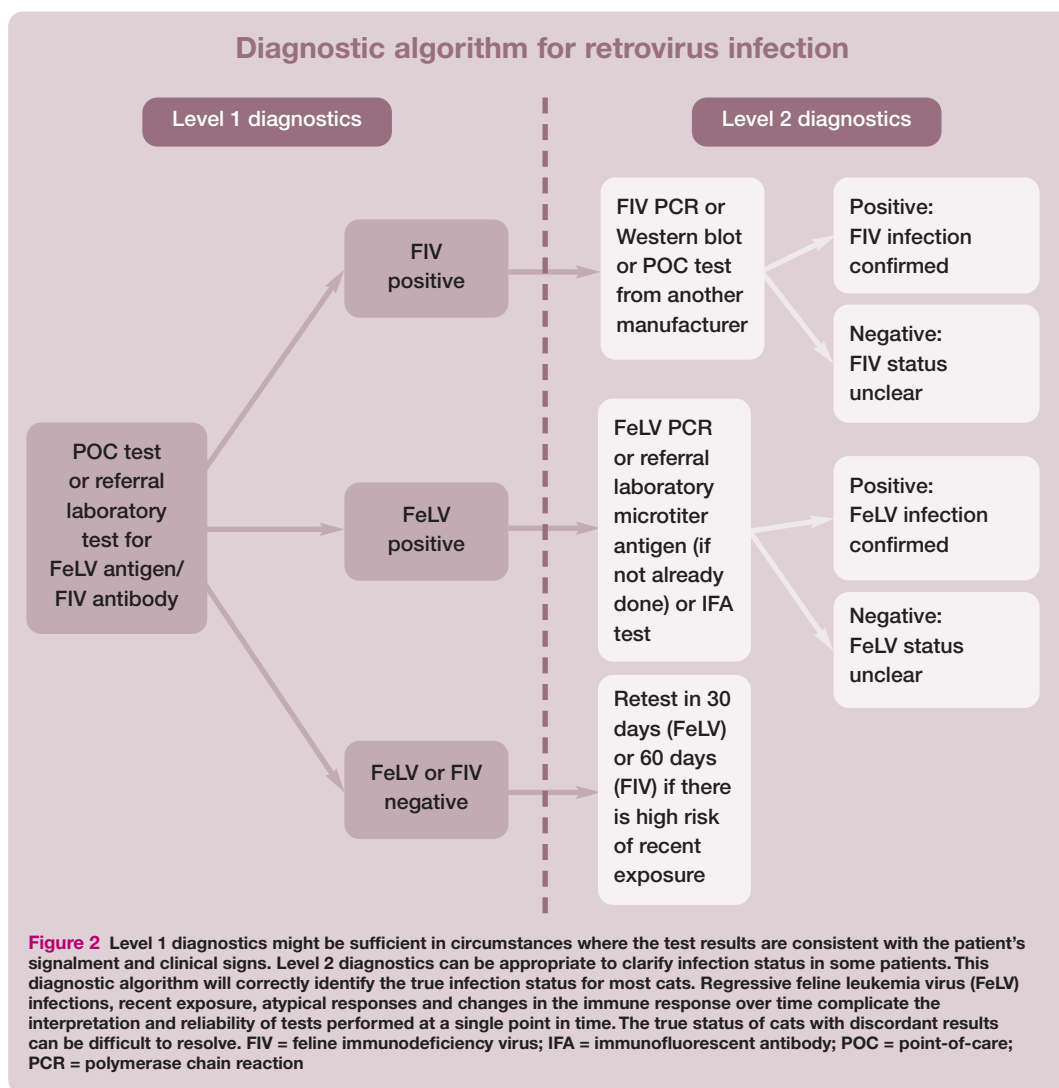 Diagnostic algorithm for retrovirus infection
Level 1 diagnostics
Level 2 diagnostics
POC test
or referral
laboratory
test for
FeLV antigen/
FIV antibody
FIV
positive
FIV PCR or
Western blot
or POC test
from another
manufacturer
Positive:
FIV infection
confirmed
Negative:
FIV status
unclear
FeLV
positive
FeLV PCR
or referral
laboratory
microtiter
antigen (if
not already
done) or IFA
test
Positive:
FeLV infection
confirmed
Negative:
FeLV status
unclear
FeLV or FIV
negative
Retest in 30
days (FeLV)
or 60 days
(FIV) if there
is high risk
of recent
exposure
Figure 2 Level 1 diagnostics might be sufficient in circumstances where the test results are consistent with the patient's
signalment and clinical signs. Level 2 diagnostics can be appropriate to clarify infection status in some patients. This
diagnostic algorithm will correctly identify the true infection status for most cats. Regressive feline leukemia virus (FeLV)
infections, recent exposure, atypical responses and changes in the immune response over time complicate the
interpretation and reliability of tests performed at a single point in time. The true status of cats with discordant results
can be difficult to resolve. FIV = feline immunodeficiency virus; IFA = immunofluorescent antibody; POC = point-of-care;
PCR = polymerase chain reaction